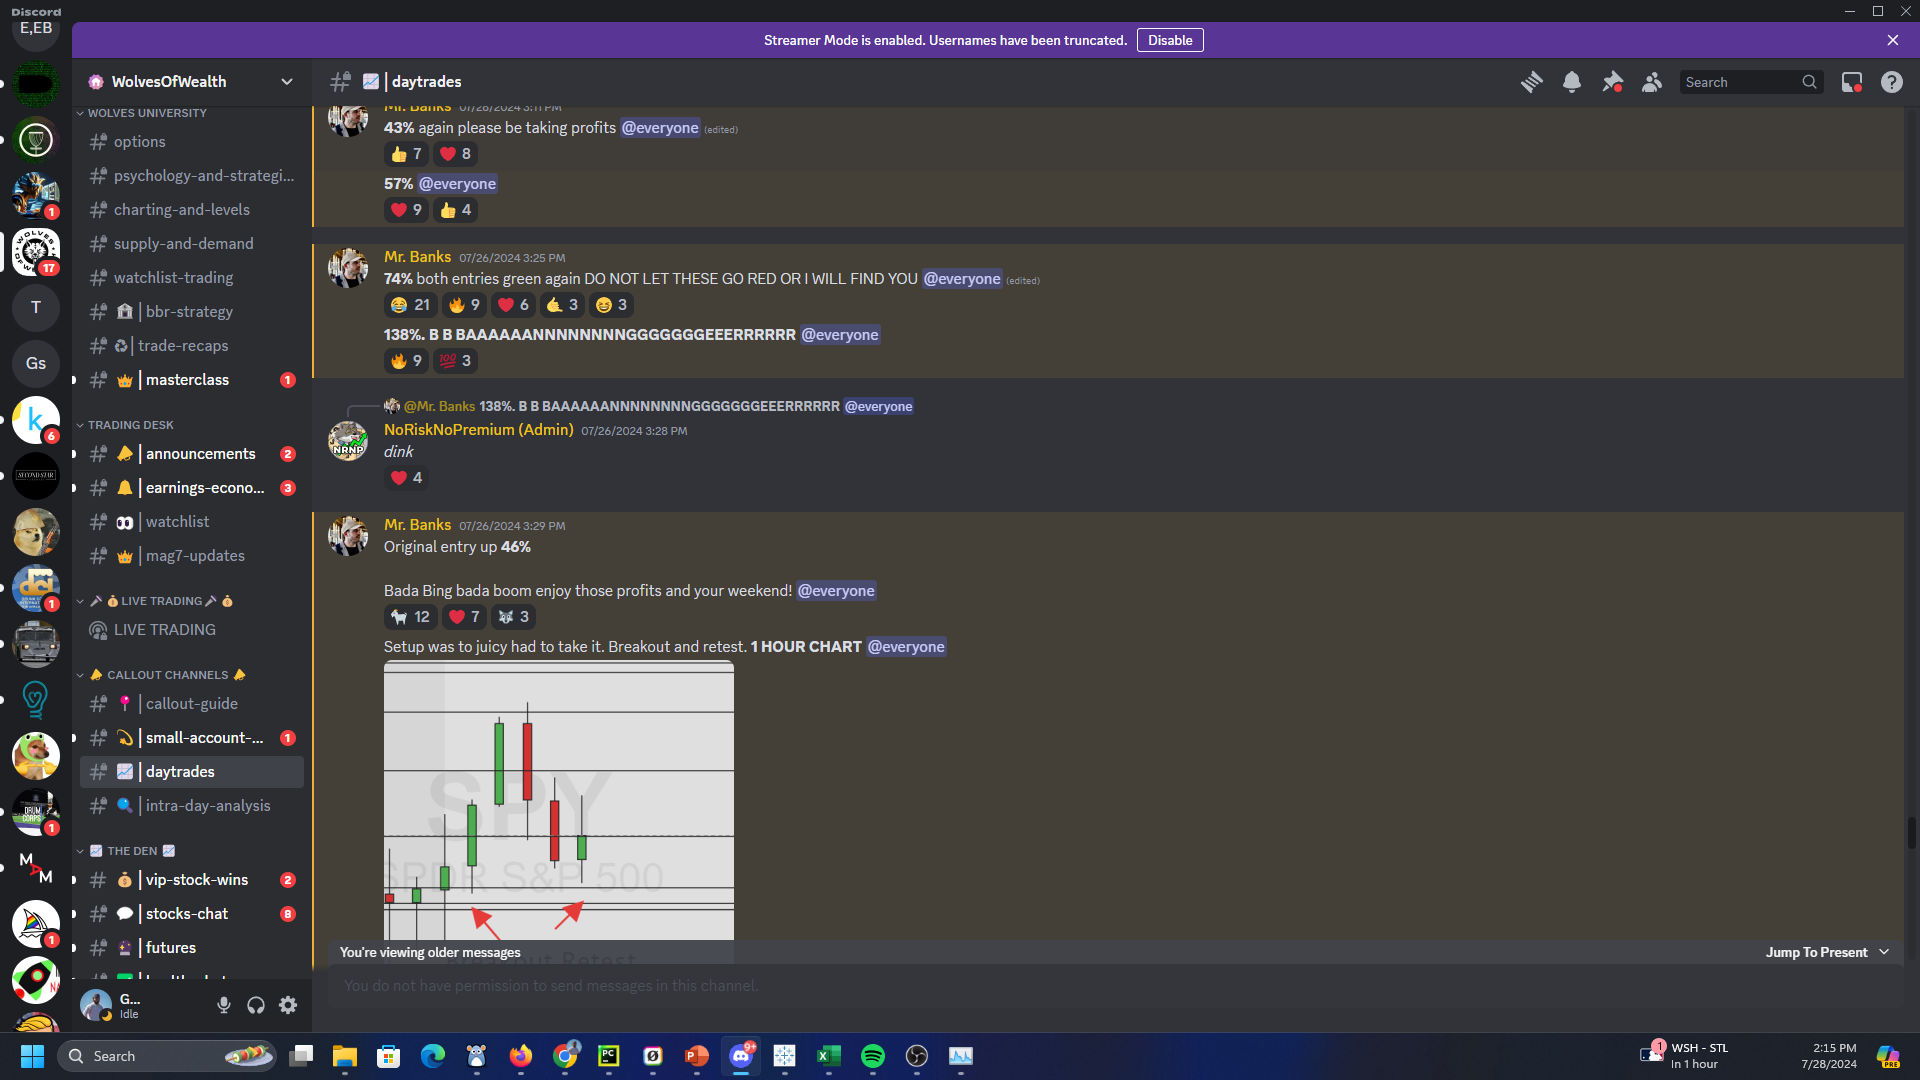 Discord
E,EB
Streamer Mode is enabled. Usernames have been truncated.
Disable
WolvesOfWealth
| daytrades
Search
WOLVES UNIVERSITY
options
psychology-and-strategi...
charting-and-levels
supply-and-demand
watchlist-trading
| bbr-strategy
| trade-recaps
| masterclass
1
TRADING DESK
| announcements
2
| earnings-econo...
3
| watchlist
| mag7-updates
LIVE TRADING
LIVE TRADING
CALLOUT CHANNELS
| callout-guide
| small-account-...
1
| daytrades
| intra-day-analysis
THE DEN
| vip-stock-wins
2
| stocks-chat
8
| futures
1
17
T
Gs
k
6
SECOND STAR
dci
1
DRUM CORPS
1
M A M
1
G...
Idle
Mr. Banks 07/26/2024 3:11 PM
43% again please be taking profits @everyone (edited)
7 8
57% @everyone
9 4
Mr. Banks 07/26/2024 3:25 PM
74% both entries green again DO NOT LET THESE GO RED OR I WILL FIND YOU @everyone (edited)
21 9 6 3 3
138%. B B BAAAAAANNNNNNNNGGGGGGGEEERRRRRR @everyone
9 100 3
@Mr. Banks 138%. B B BAAAAAANNNNNNNNGGGGGGGEEERRRRRR @everyone
NoRiskNoPremium (Admin) 07/26/2024 3:28 PM
NRNP
dink
4
Mr. Banks 07/26/2024 3:29 PM
Original entry up 46%
Bada Bing bada boom enjoy those profits and your weekend! @everyone
12 7 3
Setup was to juicy had to take it. Breakout and retest. 1 HOUR CHART @everyone
SPY
SPDR S&P 500
You're viewing older messages
Jump To Present
You do not have permission to send messages in this channel.
Search
PC
P
9+
X
1
WSH - STL
In 1 hour
2:15 PM
7/28/2024
PRE